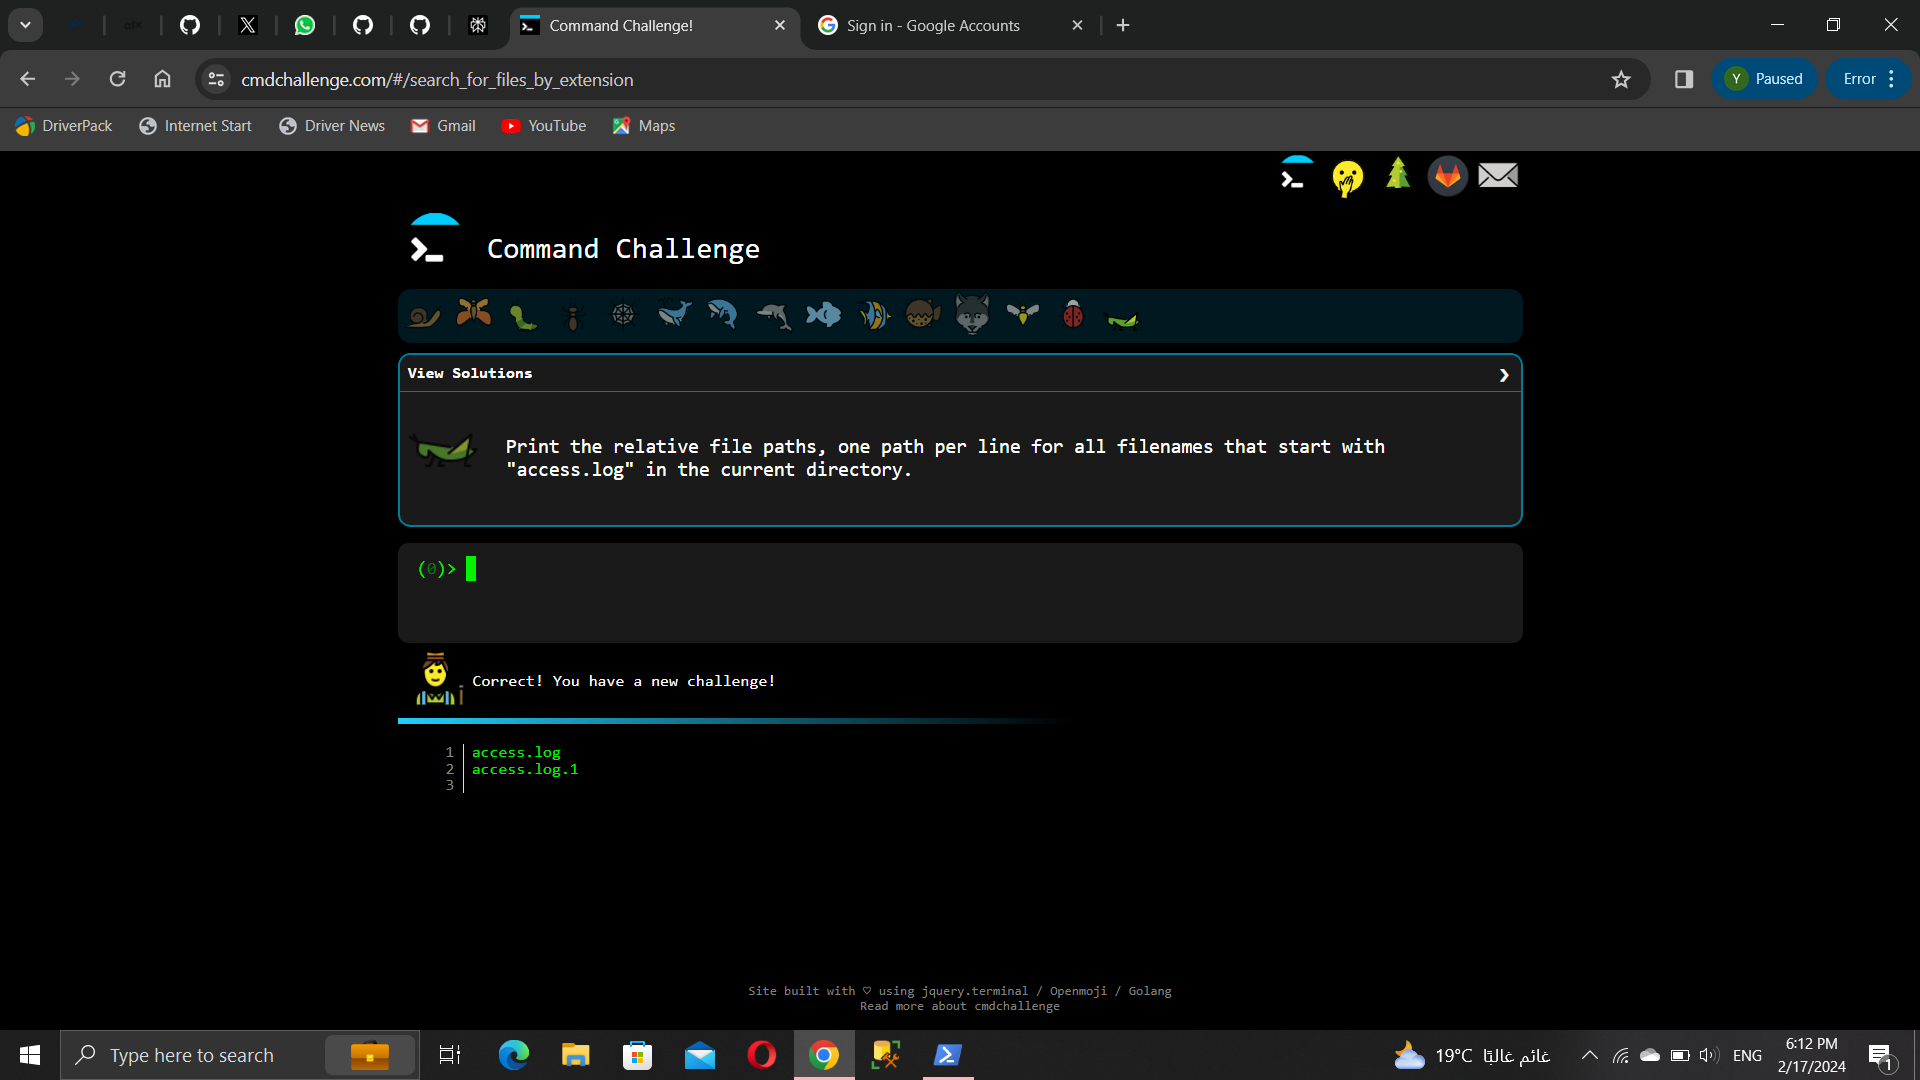 Command Challenge!
Sign in - Google Accounts
cmdchallenge.com/#/search_for_files_by_extension
Y Paused
Error
DriverPack
Internet Start
Driver News
Gmail
YouTube
Maps
Command Challenge
View Solutions
Print the relative file paths, one path per line for all filenames that start with
"access.log" in the current directory.
(0)>
Correct! You have a new challenge!
1 access.log
2 access.log.1
3
Site built with ♡ using jquery.terminal / Openmoji / Golang
Read more about cmdchallenge
Type here to search
19°C غائم غالبًا
ENG
6:12 PM
2/17/2024
1